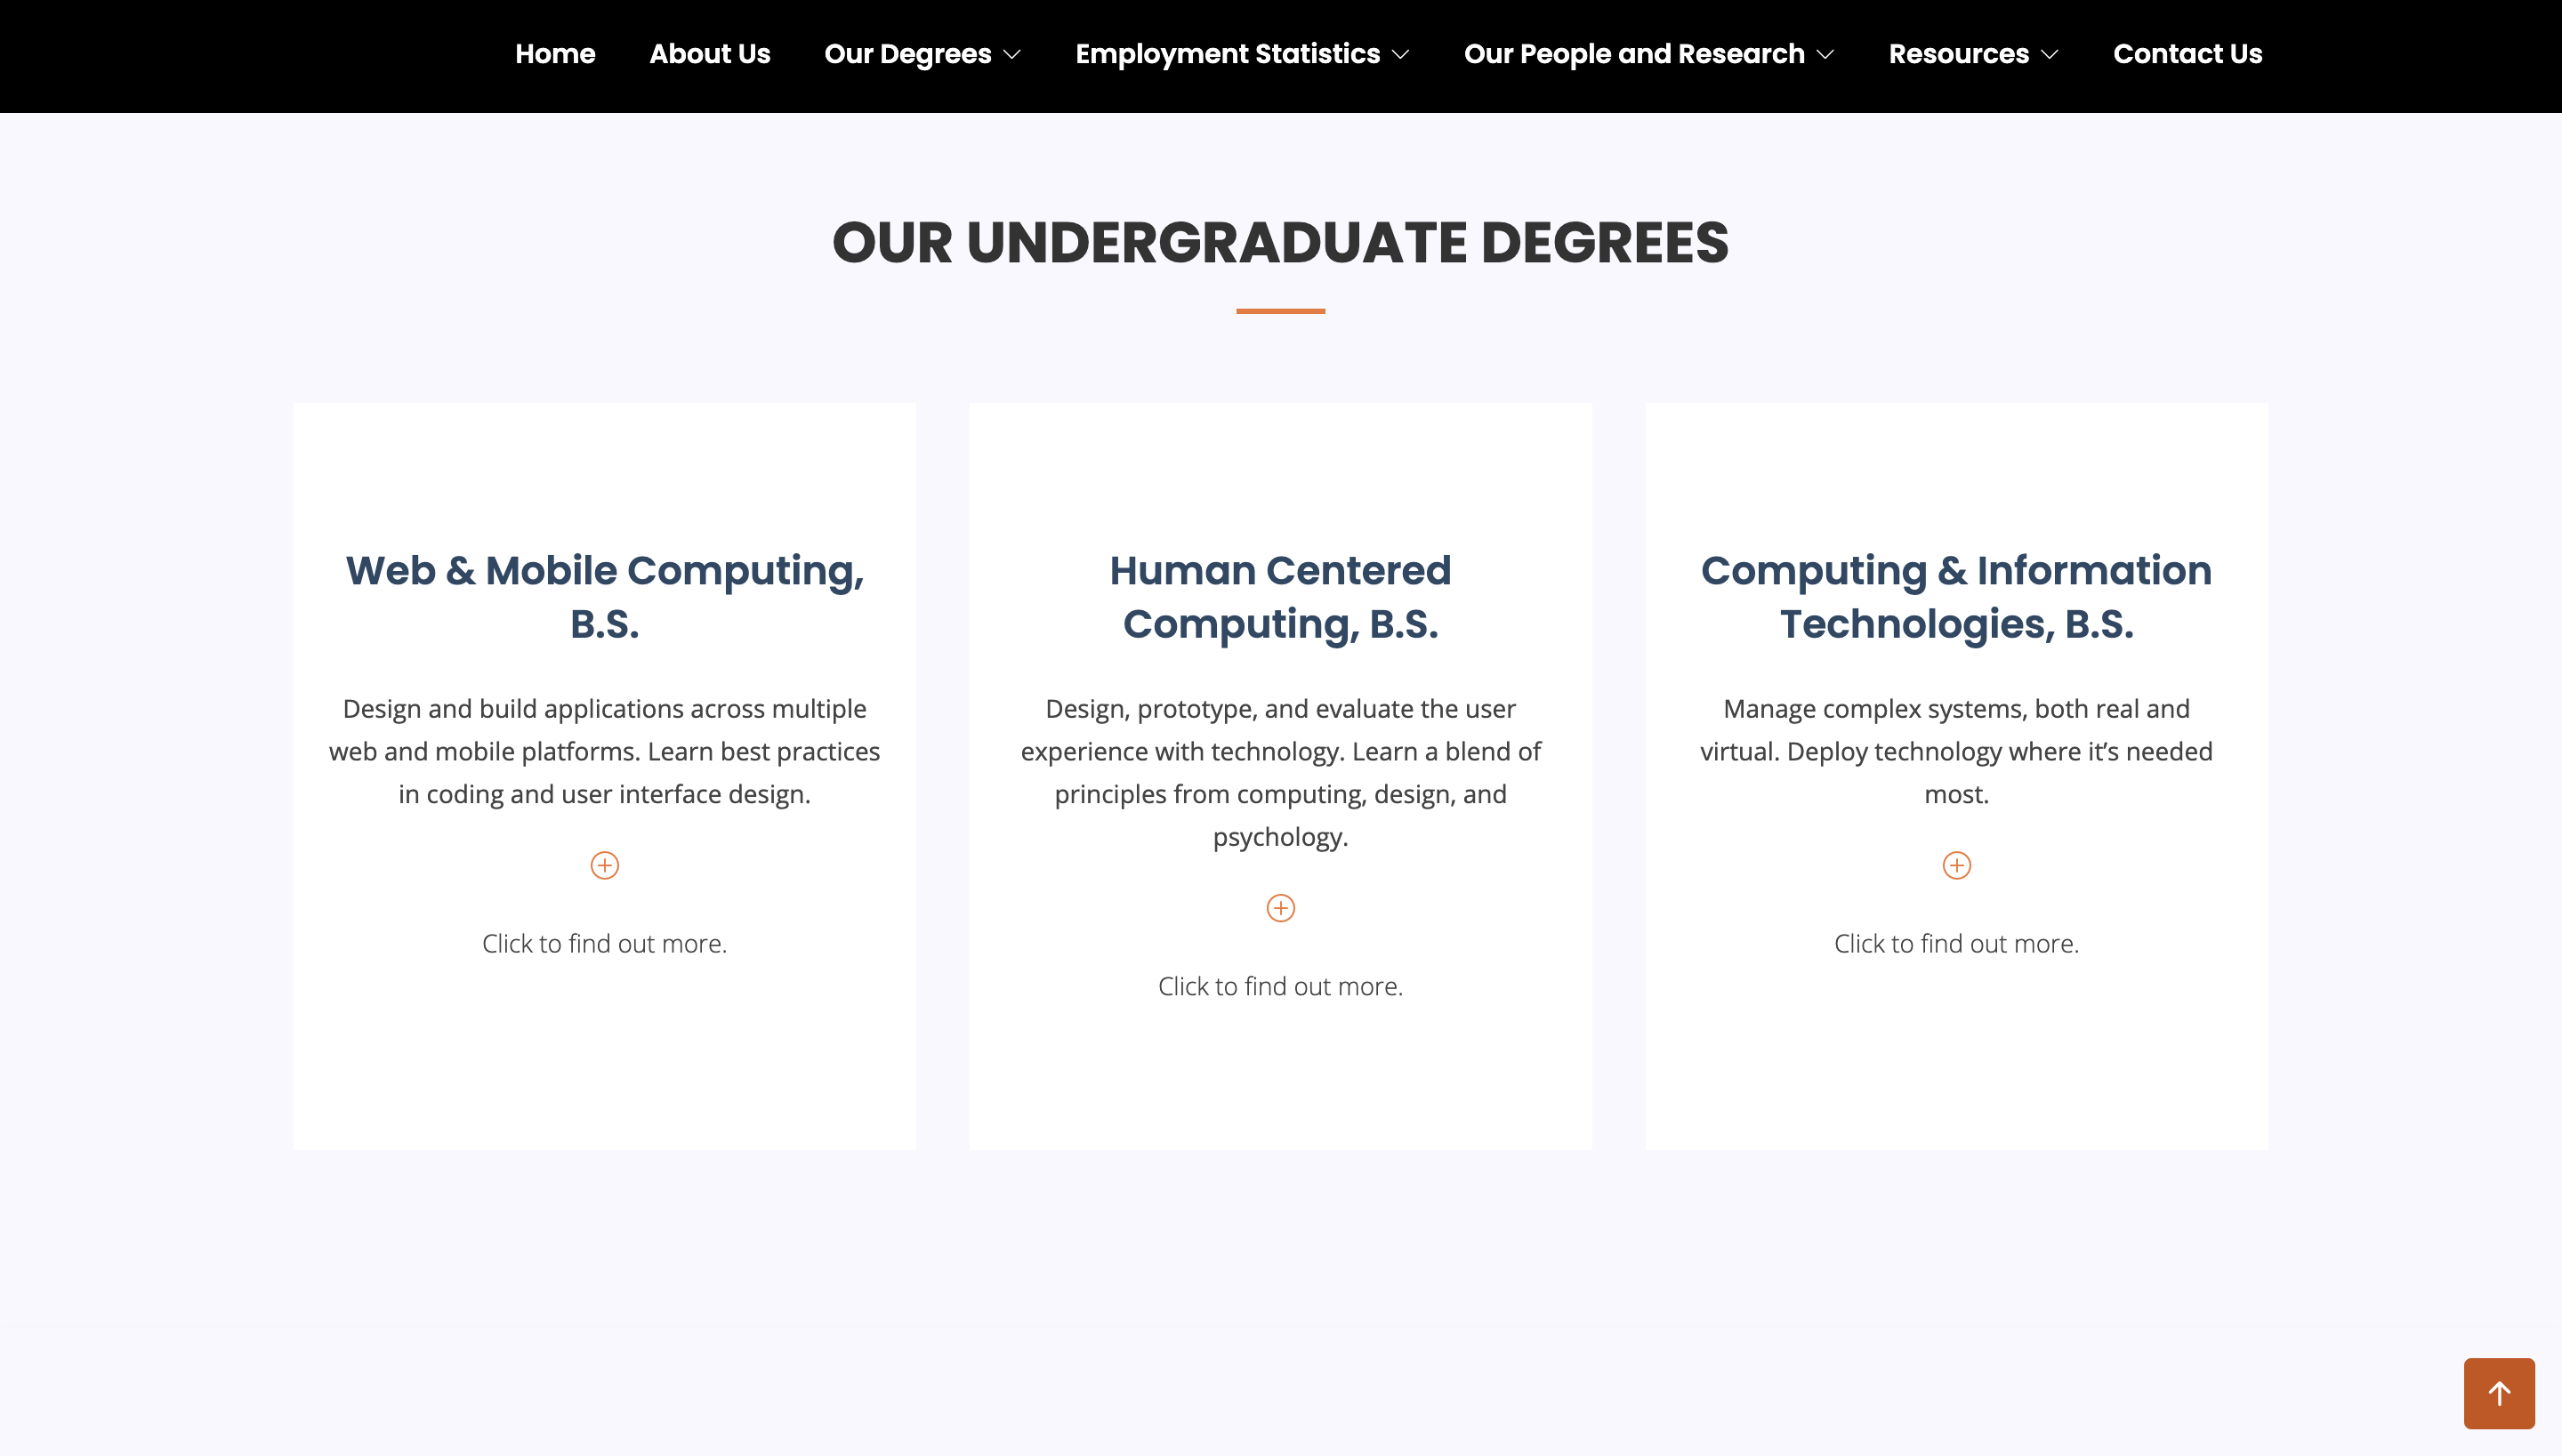 Home About Us Our Degrees Employment Statistics Our People and Research Resources Contact Us
OUR UNDERGRADUATE DEGREES
Web & Mobile Computing,
B.S.
Design and build applications across multiple
web and mobile platforms. Learn best practices
in coding and user interface design.
Click to find out more.
Human Centered
Computing, B.S.
Design, prototype, and evaluate the user
experience with technology. Learn a blend of
principles from computing, design, and
psychology.
Click to find out more.
Computing & Information
Technologies, B.S.
Manage complex systems, both real and
virtual. Deploy technology where it’s needed
most.
Click to find out more.